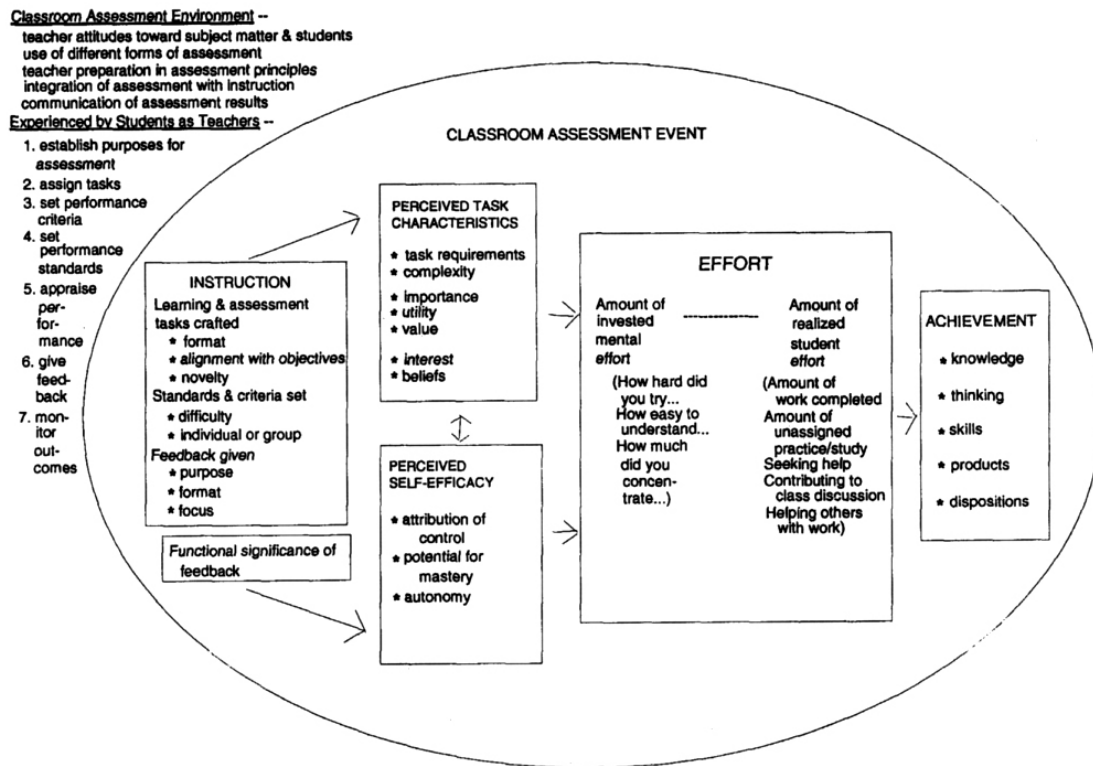 Classroom Assessment Environment --
teacher attitudes toward subject matter & students
use of different forms of assessment
teacher preparation in assessment principles
integration of assessment with instruction
communication of assessment results
Experienced by Students as Teachers --
1. establish purposes for
assessment
2. assign tasks
3. set performance
criteria
4. set
performance
standards
5. appraise
per-
for-
mance
6. give
feed-
back
7. mon-
itor
out-
comes
CLASSROOM ASSESSMENT EVENT
INSTRUCTION
Learning & assessment
tasks crafted
* format
* alignment with objectives
* novelty
Standards & criteria set
* difficulty
* individual or group
Feedback given
* purpose
* format
* focus
Functional significance of
feedback
PERCEIVED TASK
CHARACTERISTICS
* task requirements
* complexity
* importance
* utility
* value
* interest
* beliefs
PERCEIVED
SELF-EFFICACY
* attribution of
control
* potential for
mastery
* autonomy
EFFORT
Amount of
invested
mental
effort
(How hard did
you try...
How easy to
understand...
How much
did you
concen-
trate...)
Amount of
realized
student
effort
(Amount of
work completed
Amount of
unassigned
practice/study
Seeking help
Contributing to
class discussion
Helping others
with work)
ACHIEVEMENT
* knowledge
* thinking
* skills
* products
* dispositions